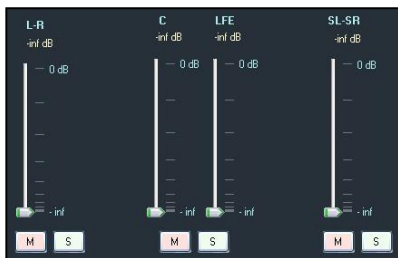 L-R C LFE SL-SR
-inf dB -inf dB -inf dB -inf dB
0 dB 0 dB 0 dB 0 dB
- inf - inf - inf - inf
M S M S M S